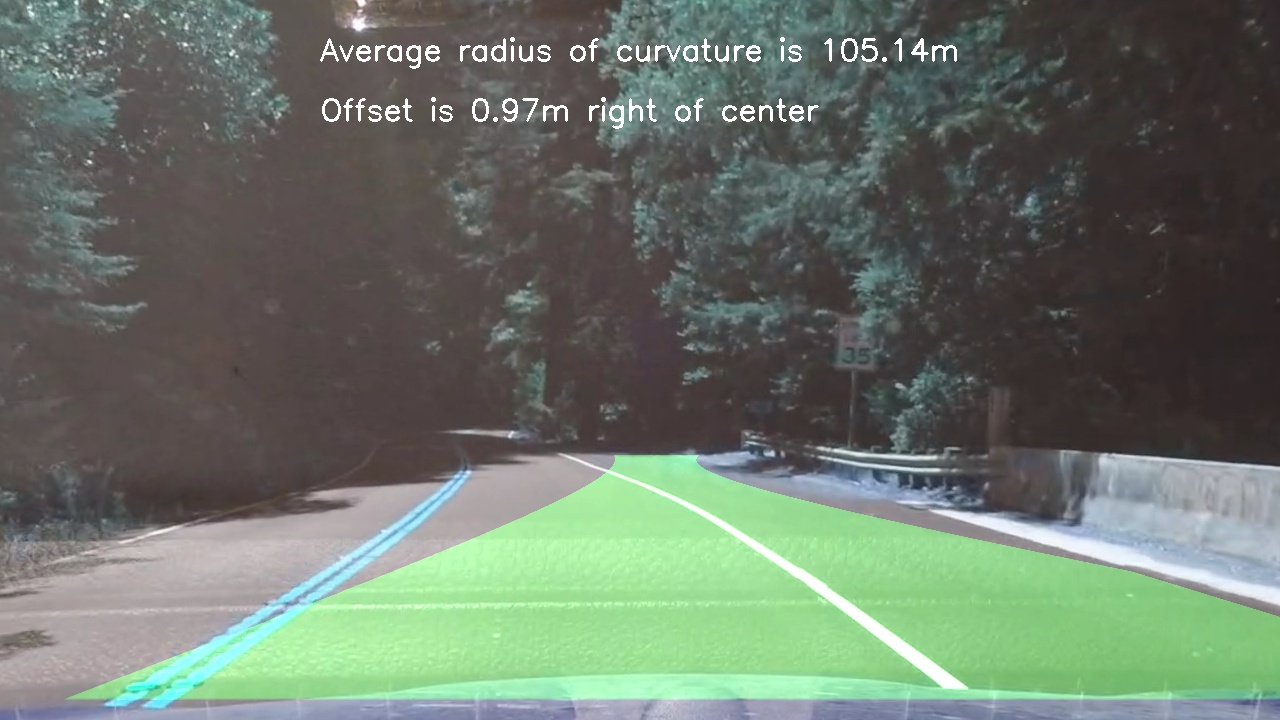 Average radius of curvature is 105.14m
Offset is 0.97m right of center
35